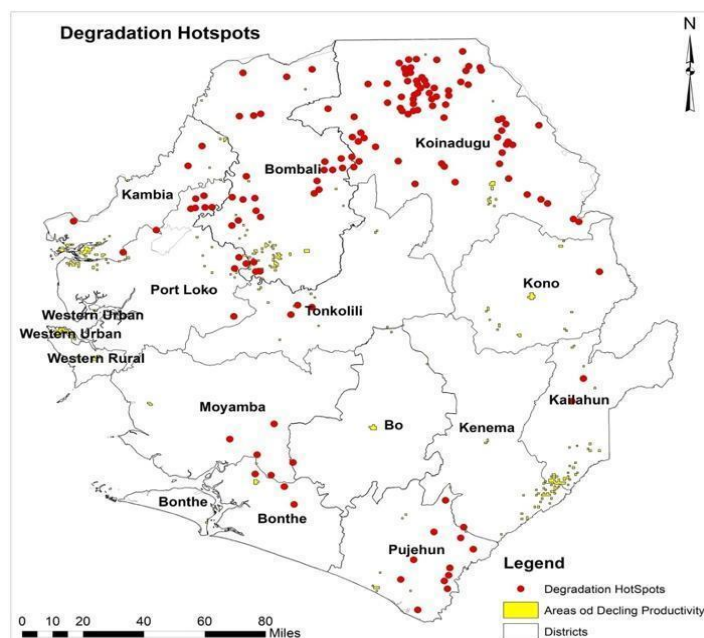 Degradation Hotspots
N
Koinadugu
Bombali
Kambia
Kono
Port Loko
Tonkolili
Western Urban
Western Urban
Western Rural
Kailahun
Moyamba
Bo
Kenema
Bonthe
Bonthe
Pujehun
Legend
Degradation HotSpots
Areas od Decling Productivity
Districts
0 10 20 40 60 80
Miles